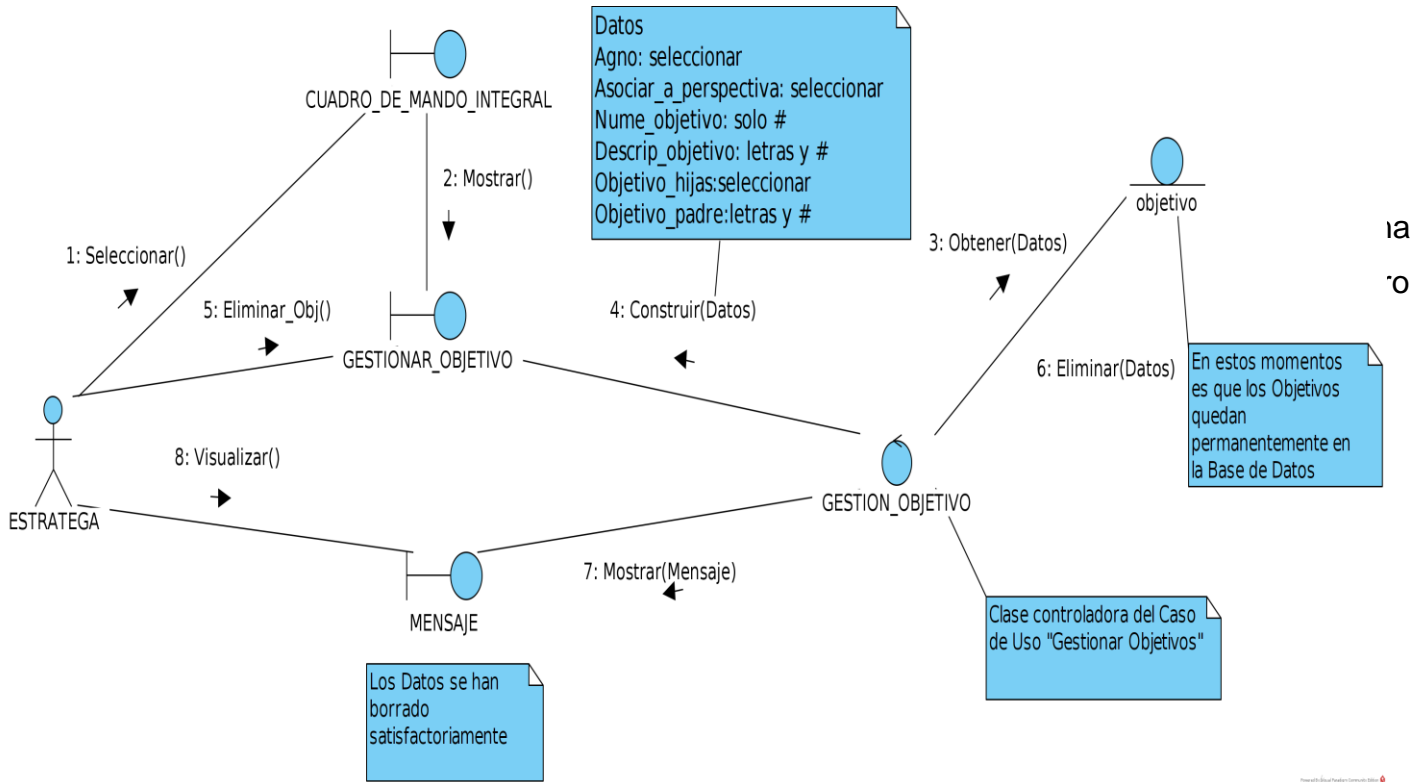 Datos
Agno: seleccionar
Asociar_a_perspectiva: seleccionar
Nume_objetivo: solo #
Descrip_objetivo: letras y #
Objetivo_hijas:seleccionar
Objetivo_padre:letras y #
CUADRO_DE_MANDO_INTEGRAL
2: Mostrar()
objetivo
1: Seleccionar()
3: Obtener(Datos)
5: Eliminar_Obj()
4: Construir(Datos)
GESTIONAR_OBJETIVO
6: Eliminar(Datos)
En estos momentos
es que los Objetivos
quedan
permanentemente en
la Base de Datos
8: Visualizar()
ESTRATEGA
GESTION_OBJETIVO
7: Mostrar(Mensaje)
MENSAJE
Clase controladora del Caso
de Uso "Gestionar Objetivos"
Los Datos se han
borrado
satisfactoriamente